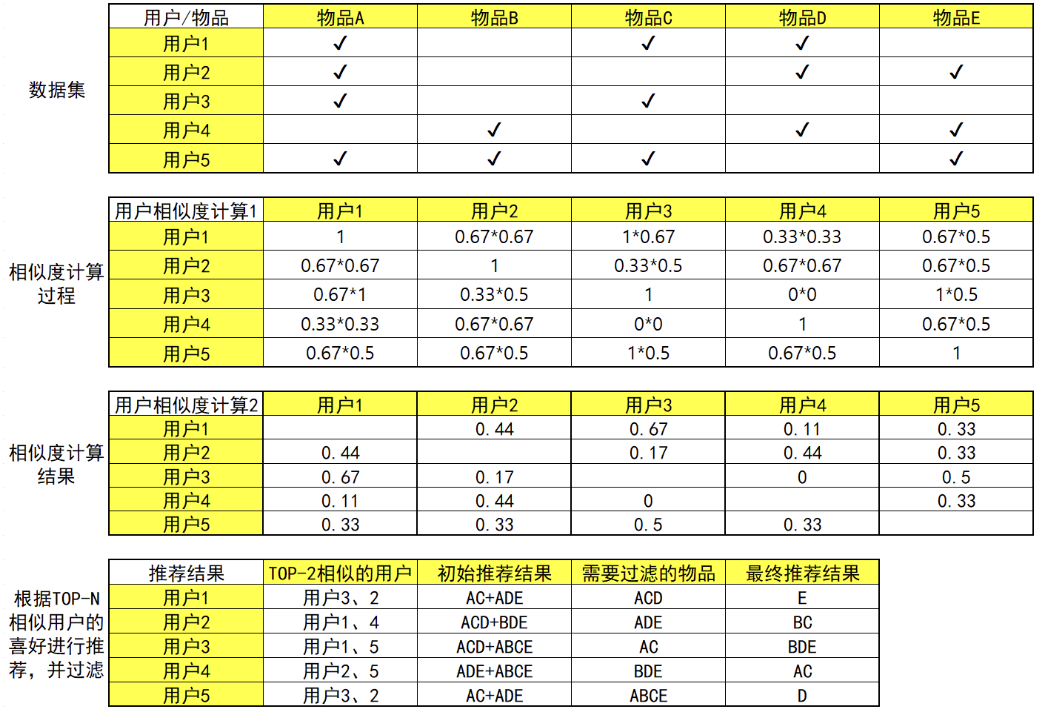 用户/物品 物品A 物品B 物品C 物品D 物品E
用户1 ✓ ✓ ✓
用户2 ✓ ✓ ✓
数据集
用户3 ✓ ✓
用户4 ✓ ✓ ✓
用户5 ✓ ✓ ✓ ✓
用户相似度计算1 用户1 用户2 用户3 用户4 用户5
用户1 1 0.67*0.67 1*0.67 0.33*0.33 0.67*0.5
用户2 0.67*0.67 1 0.33*0.5 0.67*0.67 0.67*0.5
相似度计算
过程
用户3 0.67*1 0.33*0.5 1 0*0 1*0.5
用户4 0.33*0.33 0.67*0.67 0*0 1 0.67*0.5
用户5 0.67*0.5 0.67*0.5 1*0.5 0.67*0.5 1
用户相似度计算2 用户1 用户2 用户3 用户4 用户5
用户1 0.44 0.67 0.11 0.33
用户2 0.44 0.17 0.44 0.33
相似度计算
结果
用户3 0.67 0.17 0 0.5
用户4 0.11 0.44 0 0.33
用户5 0.33 0.33 0.5 0.33
推荐结果 TOP-2相似的用户 初始推荐结果 需要过滤的物品 最终推荐结果
根据TOP-N
相似用户的
喜好进行推
荐，并过滤
用户1 用户3、2 AC+ADE ACD E
用户2 用户1、4 ACD+BDE ADE BC
用户3 用户1、5 ACD+ABCE AC BDE
用户4 用户2、5 ADE+ABCE BDE AC
用户5 用户3、2 AC+ADE ABCE D